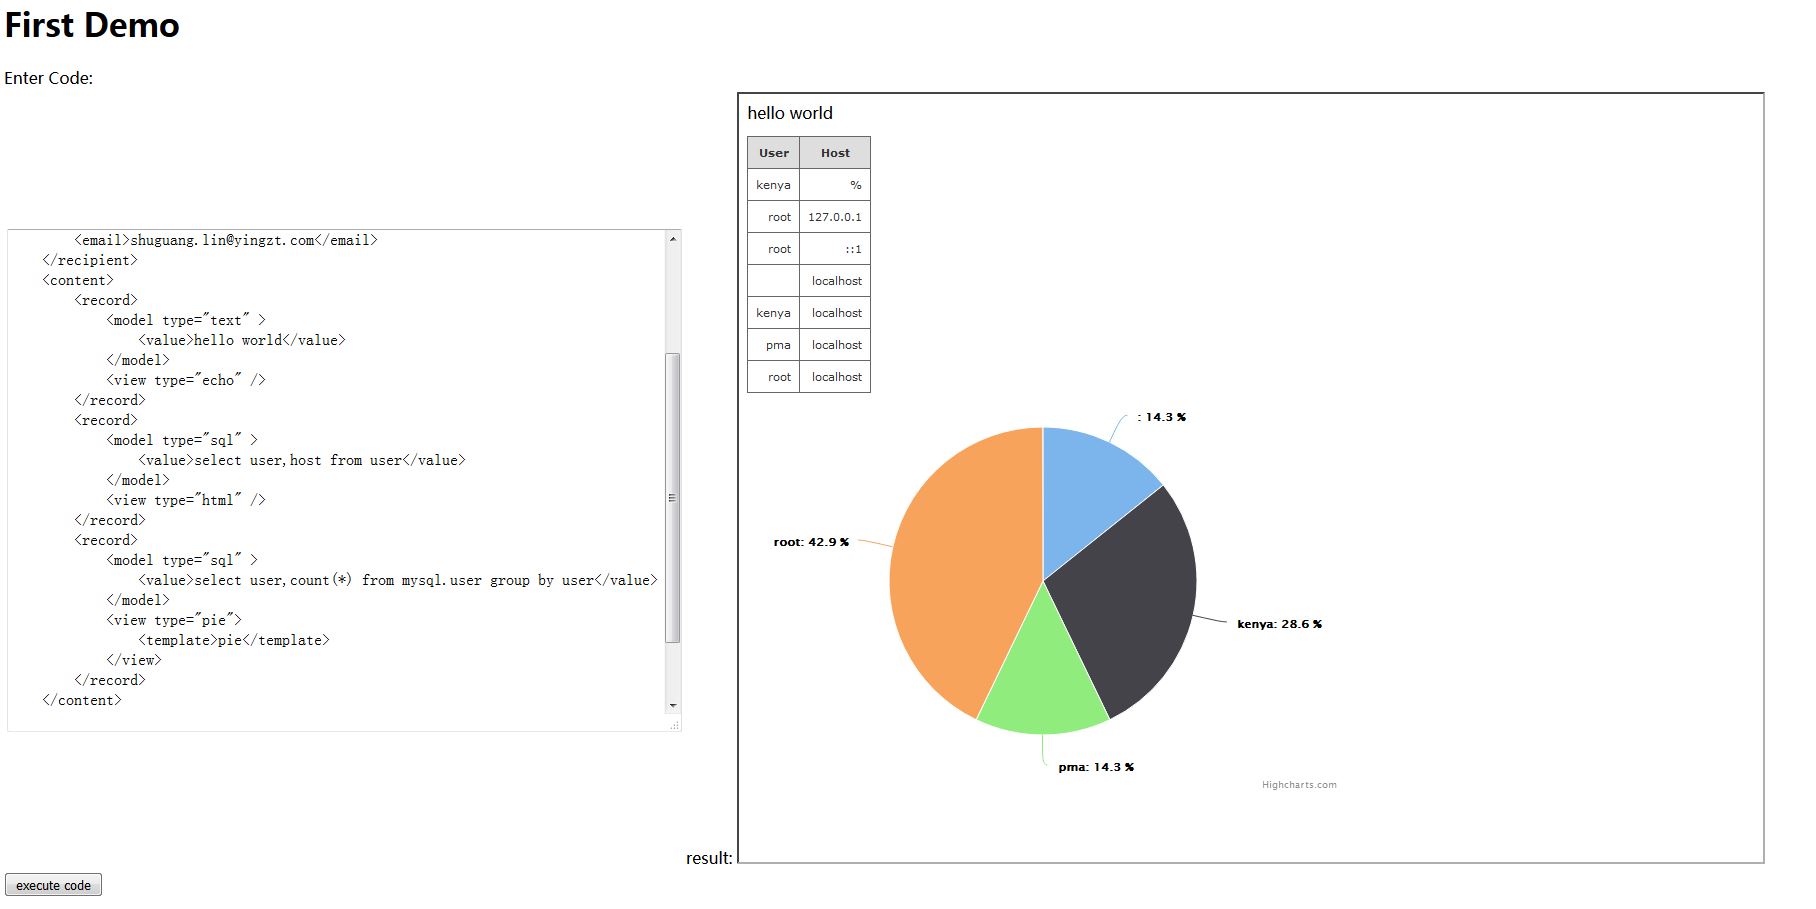 First Demo
Enter Code:
<email>shuguang.lin@yingzt.com</email>
</recipient>
<content>
<record>
<model type="text" >
<value>hello world</value>
</model>
<view type="echo" />
</record>
<record>
<model type="sql" >
<value>select user,host from user</value>
</model>
<view type="html" />
</record>
<record>
<model type="sql" >
<value>select user,count(*) from mysql.user group by user</value>
</model>
<view type="pie">
<template>pie</template>
</view>
</record>
</content>
result:
hello world
User Host
kenya %
root 127.0.0.1
root ::1
localhost
kenya localhost
pma localhost
root localhost
: 14.3 %
root: 42.9 %
kenya: 28.6 %
pma: 14.3 %
Highcharts.com
execute code